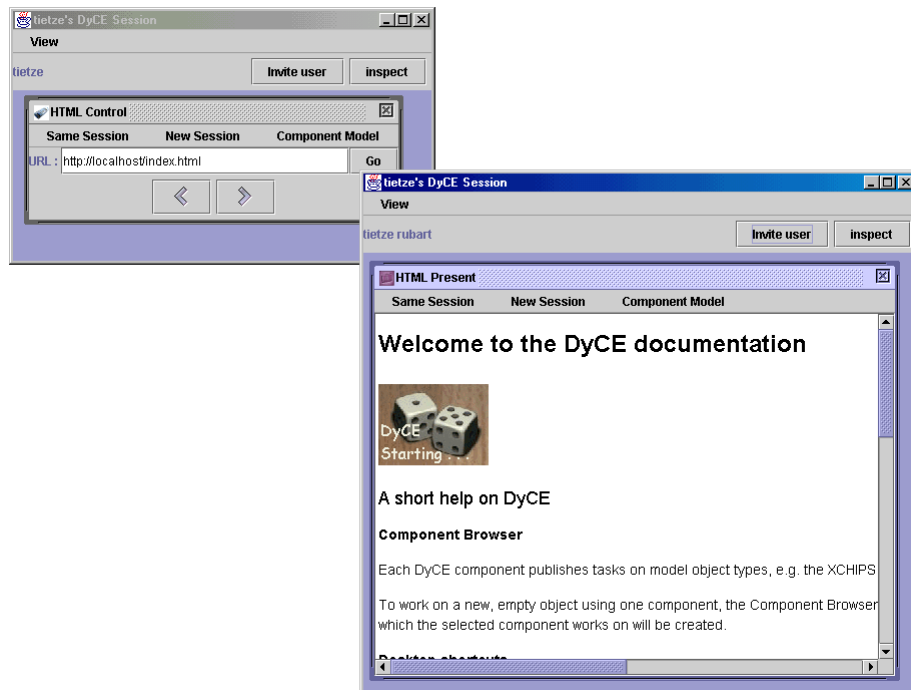 tietze's DyCE Session
View
tietze
Invite user
inspect
HTML Control
Same Session New Session Component Model
URL : http://localhost/index.html Go
tietze's DyCE Session
View
tietze rubart
Invite user
inspect
HTML Present
Same Session New Session Component Model
Welcome to the DyCE documentation
DyCE
Starting . . .
A short help on DyCE
Component Browser
Each DyCE component publishes tasks on model object types, e.g. the XCHIPS
To work on a new, empty object using one component, the Component Browser
which the selected component works on will be created.
Desktop shortcuts